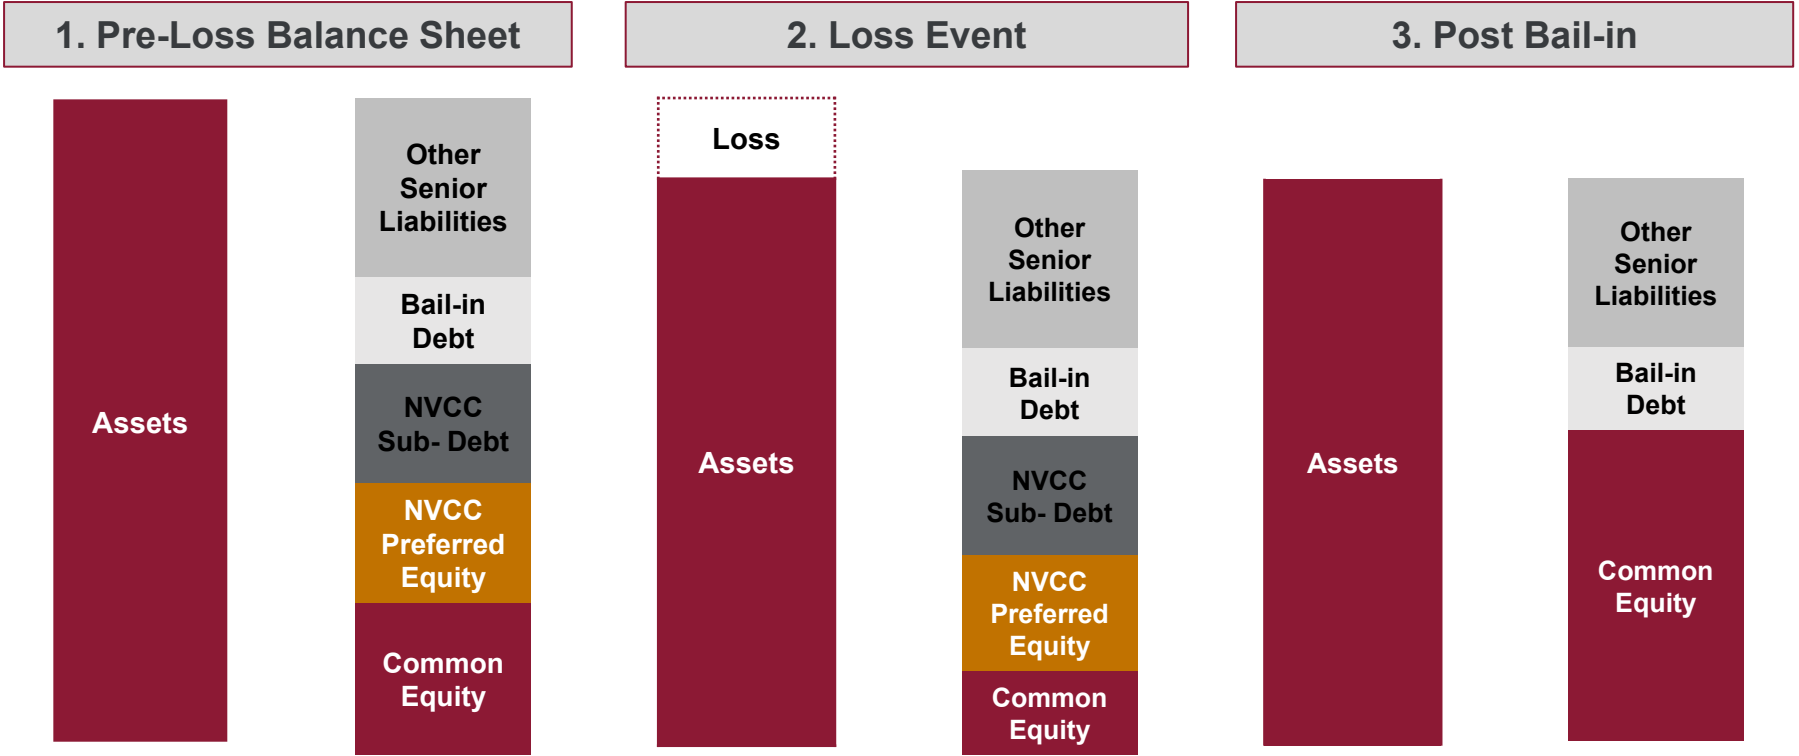 1. Pre-Loss Balance Sheet
Assets
Other
Senior
Liabilities
Bail-in
Debt
NVCC
Sub- Debt
NVCC
Preferred
Equity
Common
Equity
2. Loss Event
Loss
Assets
Other
Senior
Liabilities
Bail-in
Debt
NVCC
Sub- Debt
NVCC
Preferred
Equity
Common
Equity
3. Post Bail-in
Assets
Other
Senior
Liabilities
Bail-in
Debt
Common
Equity